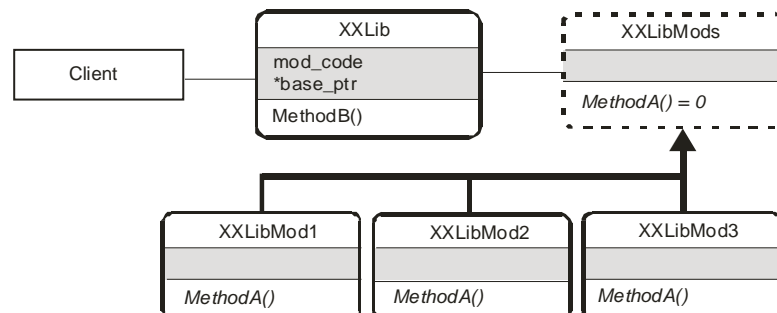 XXLib
XXLibMods
Client
mod_code
*base_ptr
MethodB()
MethodA() = 0
XXLibMod1
XXLibMod2
XXLibMod3
MethodA()
MethodA()
MethodA()